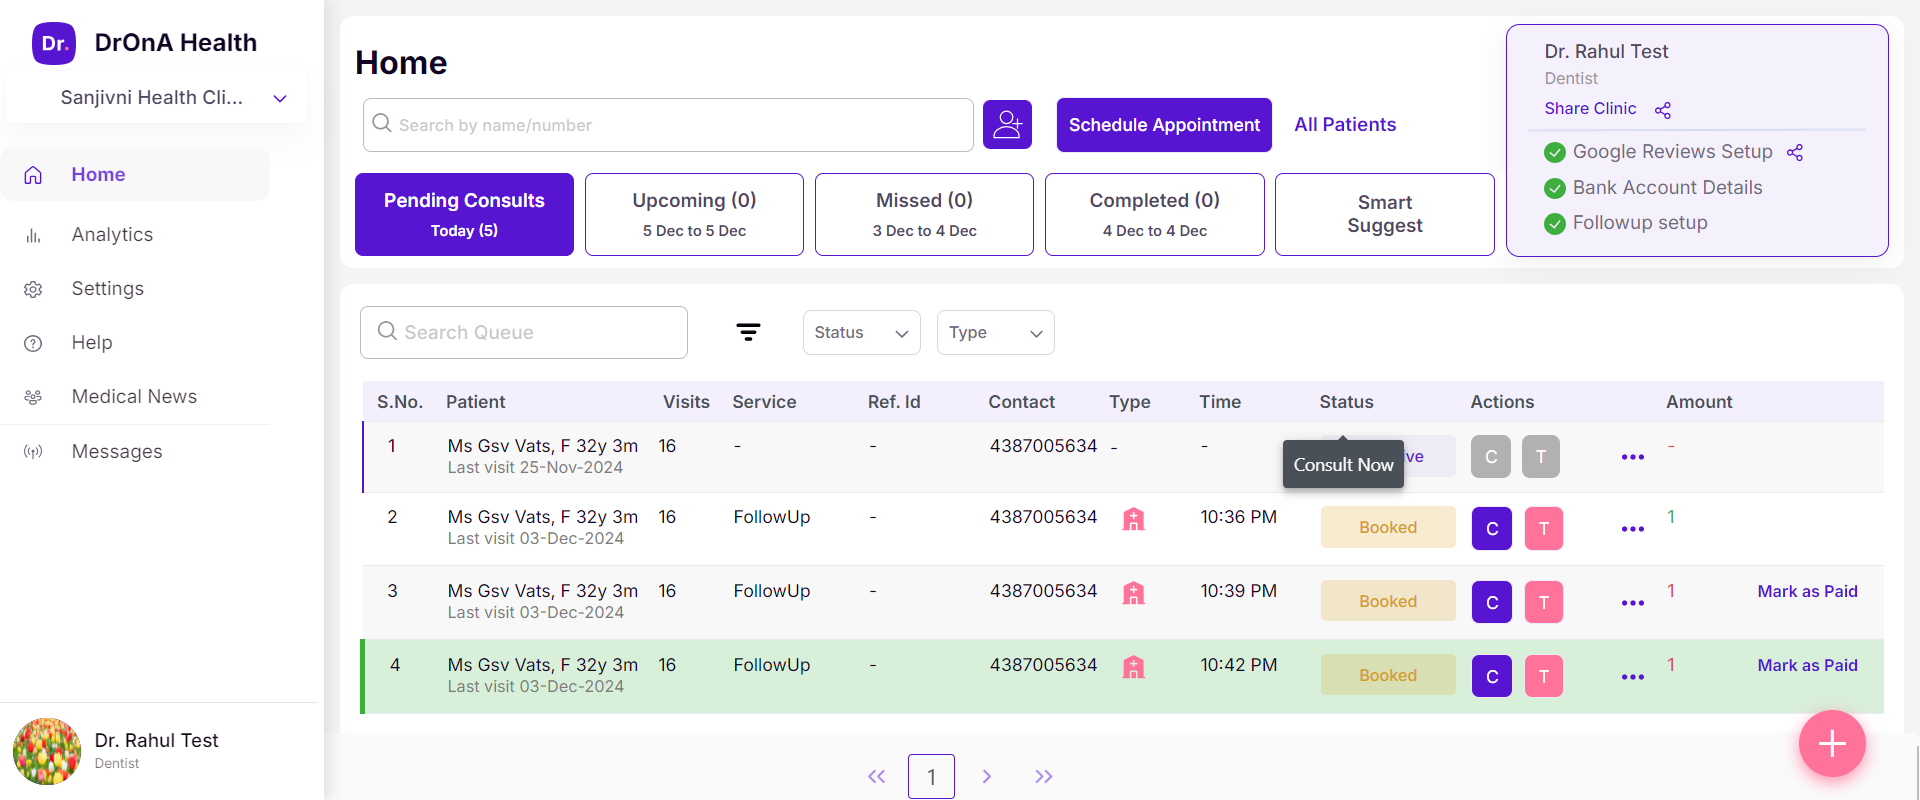 Dr.
DrOnA Health
Sanjivni Health Cli...
Home
Analytics
Settings
Help
Medical News
Messages
Dr. Rahul Test
Dentist
Home
Search by name/number
Schedule Appointment
All Patients
Pending Consults
Today (5)
Upcoming (0)
5 Dec to 5 Dec
Missed (0)
3 Dec to 4 Dec
Completed (0)
4 Dec to 4 Dec
Smart
Suggest
Dr. Rahul Test
Dentist
Share Clinic
Google Reviews Setup
Bank Account Details
Followup setup
Search Queue
Status
Type
S.No. Patient Visits Service Ref. Id Contact Type Time Status Actions Amount
1 Ms Gsv Vats, F 32y 3m 16 - - 4387005634 - - C T ••• -
Last visit 25-Nov-2024
Consult Now
2 Ms Gsv Vats, F 32y 3m 16 FollowUp - 4387005634 10:36 PM Booked C T ••• 1
Last visit 03-Dec-2024
3 Ms Gsv Vats, F 32y 3m 16 FollowUp - 4387005634 10:39 PM Booked C T ••• 1 Mark as Paid
Last visit 03-Dec-2024
4 Ms Gsv Vats, F 32y 3m 16 FollowUp - 4387005634 10:42 PM Booked C T ••• 1 Mark as Paid
Last visit 03-Dec-2024
1